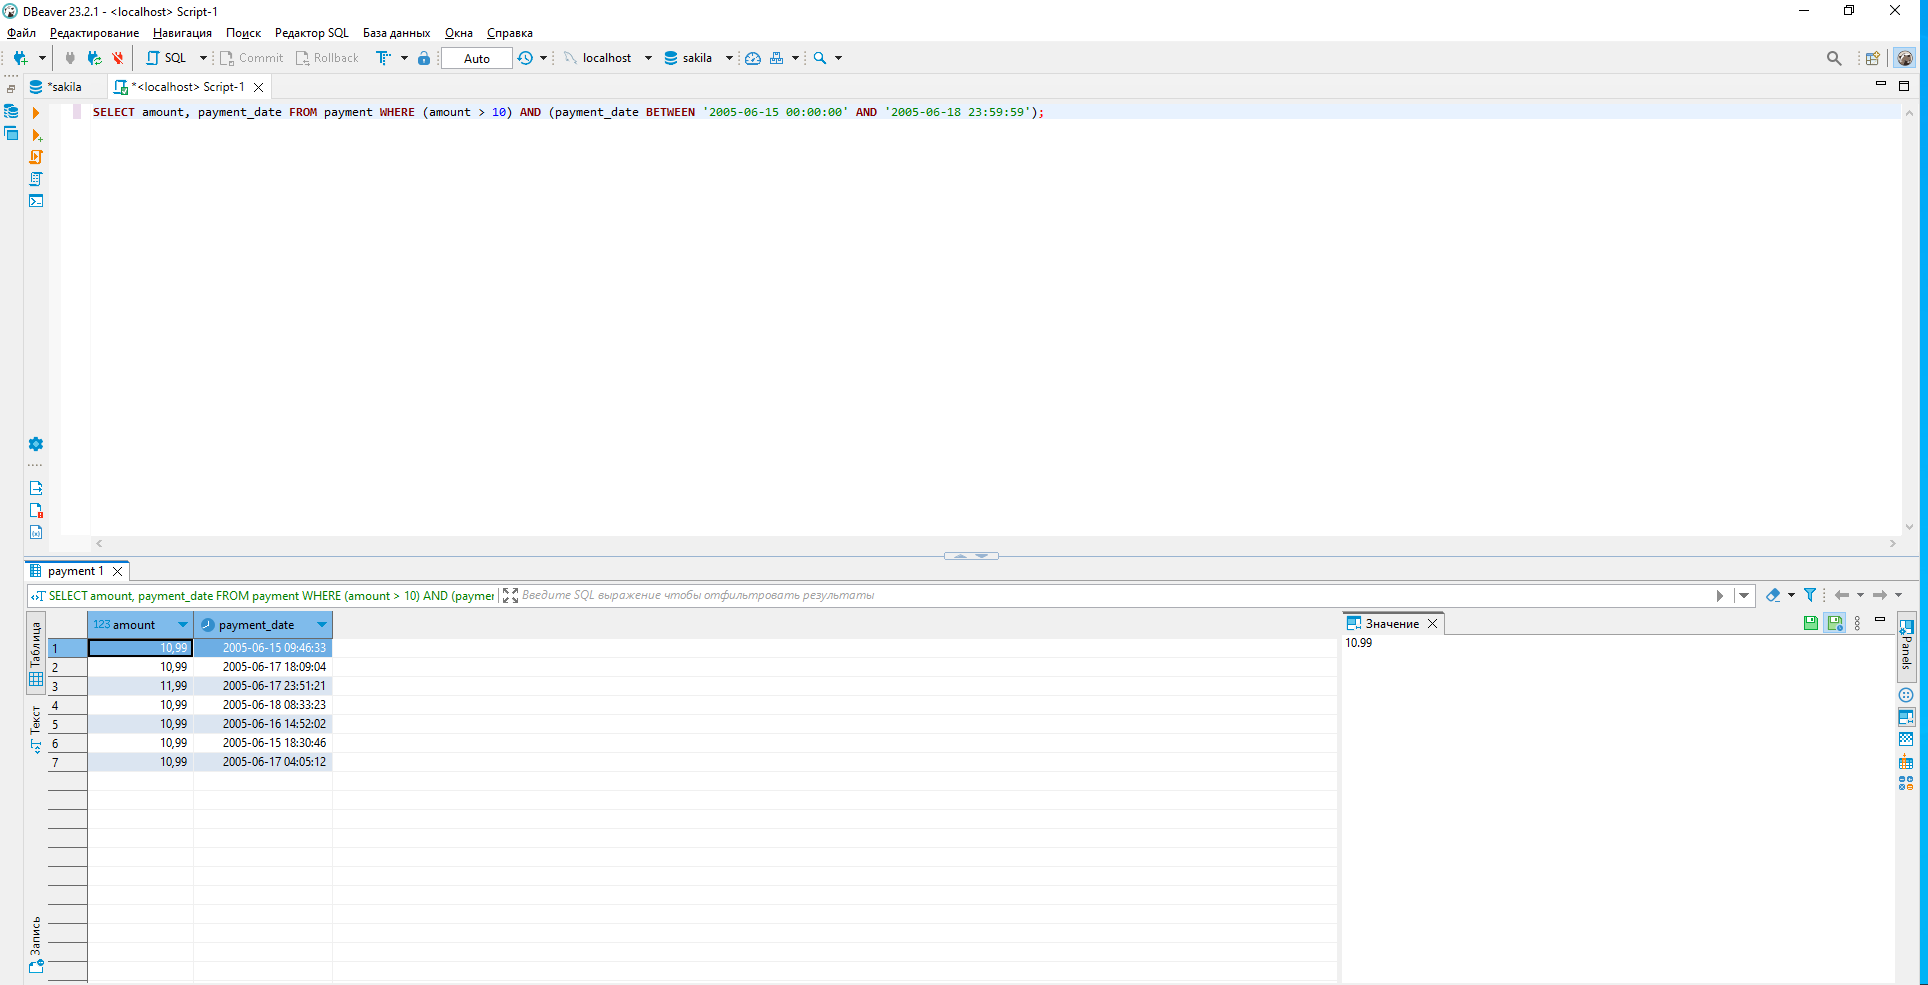 DBeaver 23.2.1 - <localhost> Script-1
Файл Редактирование Навигация Поиск Редактор SQL База данных Окна Справка
SQL Commit Rollback Auto localhost sakila
*sakila *<localhost> Script-1
SELECT amount, payment_date FROM payment WHERE (amount > 10) AND (payment_date BETWEEN '2005-06-15 00:00:00' AND '2005-06-18 23:59:59');
payment 1
SELECT amount, payment_date FROM payment WHERE (amount > 10) AND (paymer Введите SQL выражение чтобы отфильтровать результаты
Таблица
Текст
Запись
123 amount payment_date
1 10,99 2005-06-15 09:46:33
2 10,99 2005-06-17 18:09:04
3 11,99 2005-06-17 23:51:21
4 10,99 2005-06-18 08:33:23
5 10,99 2005-06-16 14:52:02
6 10,99 2005-06-15 18:30:46
7 10,99 2005-06-17 04:05:12
Значение
10.99
Panels